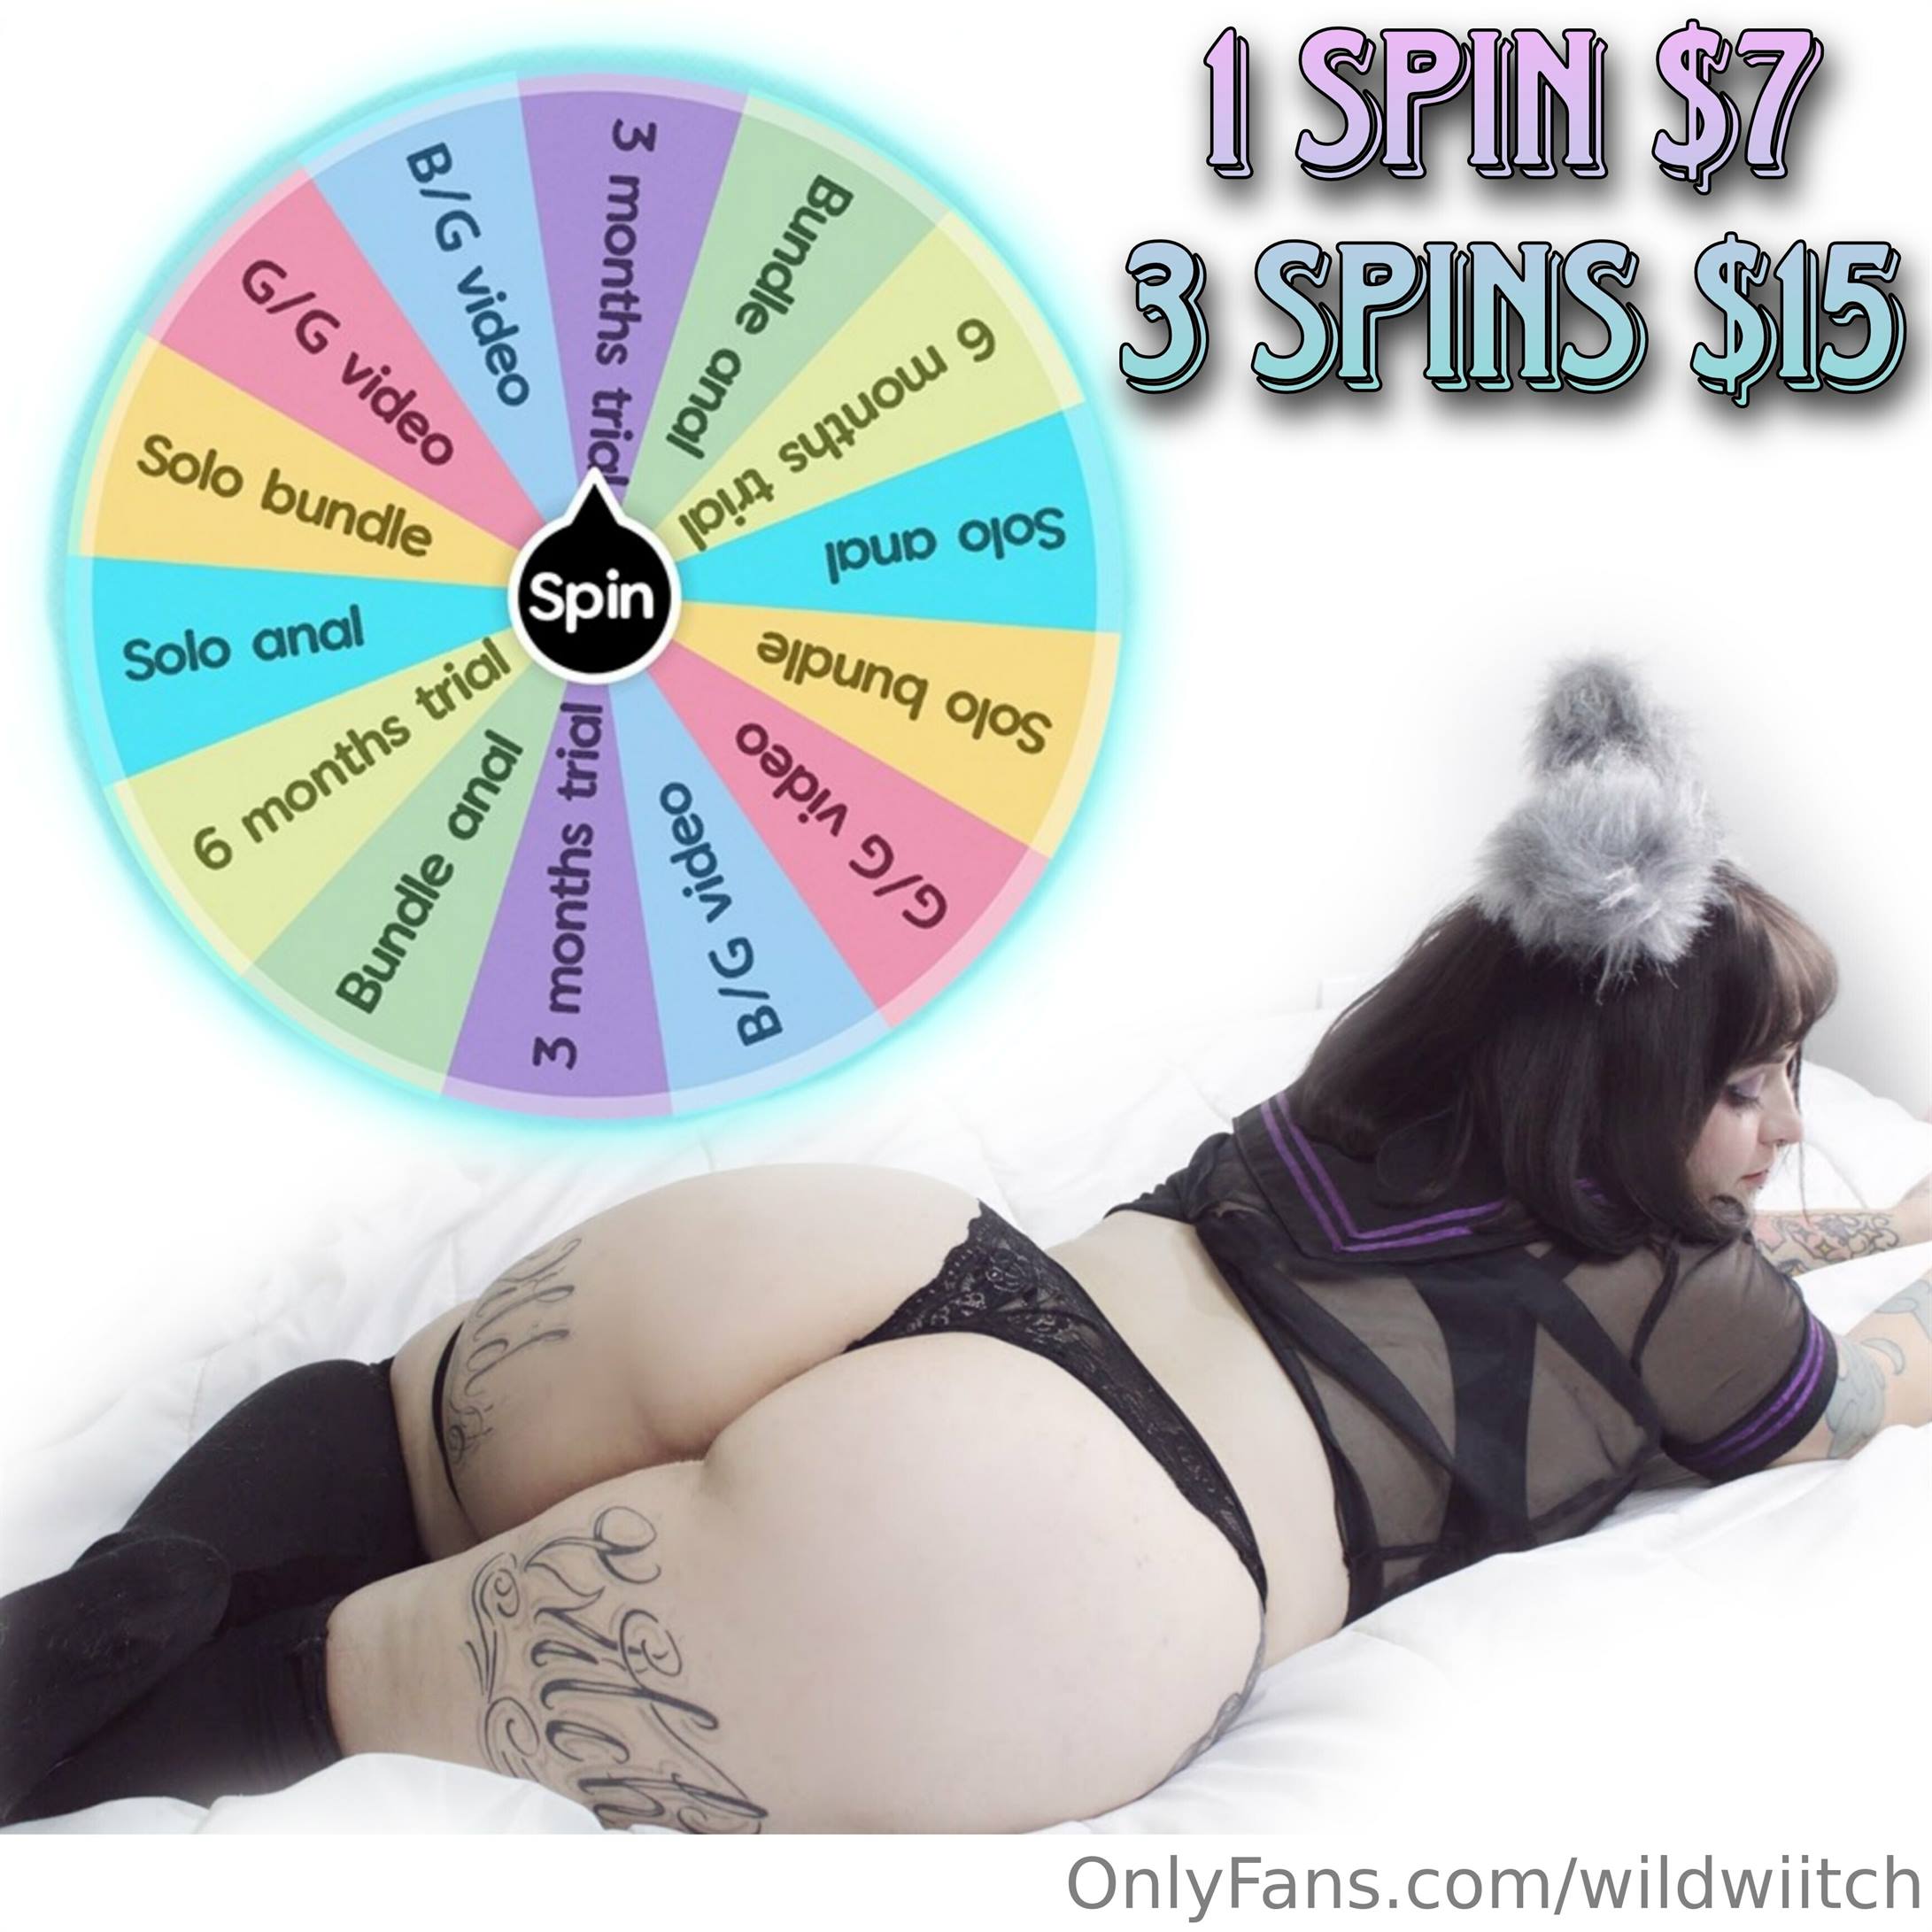 1 SPIN $7
3 SPINS $15
3 months trial
Bundle anal
6 months trial
Solo anal
Solo bundle
G/G video
B/G video
3 months trial
Bundle anal
6 months trial
Solo anal
Solo bundle
G/G video
B/G video
Spin
Wild
Witch
OnlyFans.com/wildwiitch